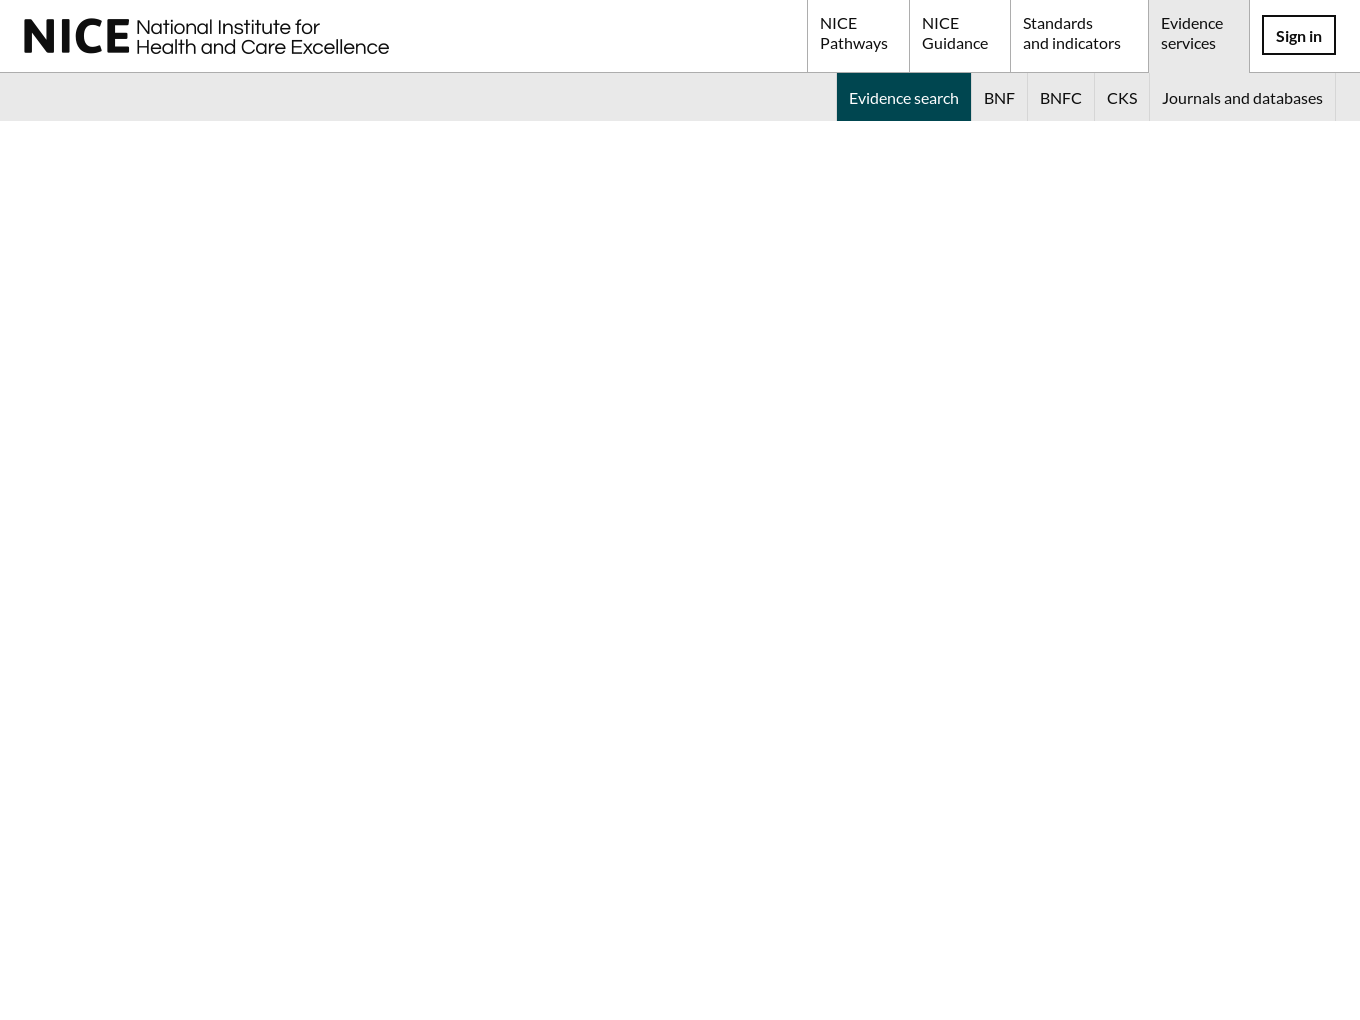 NICE National Institute for
Health and Care Excellence
NICE
Pathways
NICE
Guidance
Standards
and indicators
Evidence
services
Sign in
Evidence search
BNF
BNFC
CKS
Journals and databases